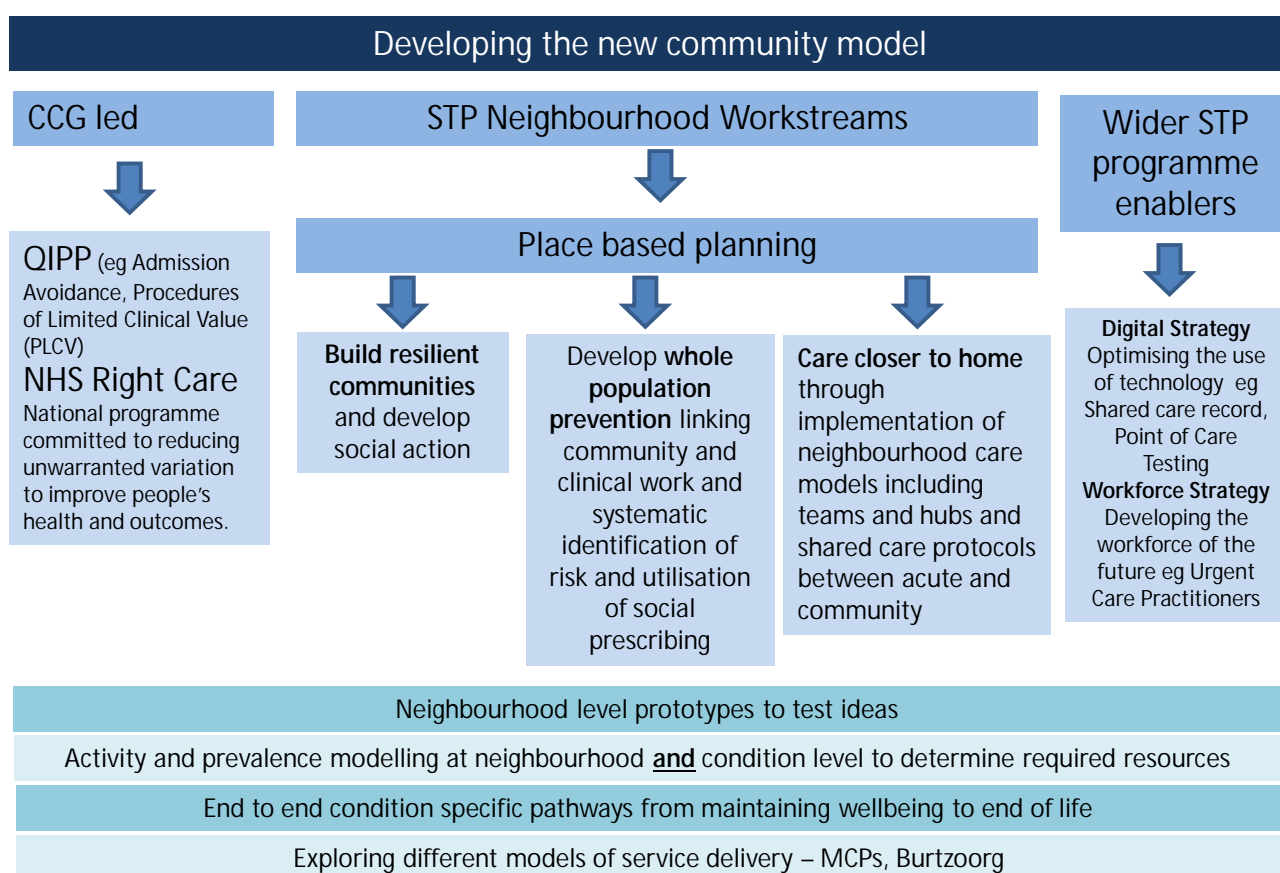 Developing the new community model
CCG led
QIPP (eg Admission
Avoidance, Procedures
of Limited Clinical Value
(PLCV)
NHS Right Care
National programme
committed to reducing
unwarranted variation
to improve people's
health and outcomes.
STP Neighbourhood Workstreams
Place based planning
Build resilient
communities
and develop
social action
Develop whole
population
prevention linking
community and
clinical work and
systematic
identification of
risk and utilisation
of social
prescribing
Care closer to home
through
implementation of
neighbourhood care
models including
teams and hubs and
shared care protocols
between acute and
community
Wider STP
programme
enablers
Digital Strategy
Optimising the use
of technology eg
Shared care record,
Point of Care
Testing
Workforce Strategy
Developing the
workforce of the
future eg Urgent
Care Practitioners
Neighbourhood level prototypes to test ideas
Activity and prevalence modelling at neighbourhood and condition level to determine required resources
End to end condition specific pathways from maintaining wellbeing to end of life
Exploring different models of service delivery – MCPs, Burtzoorg